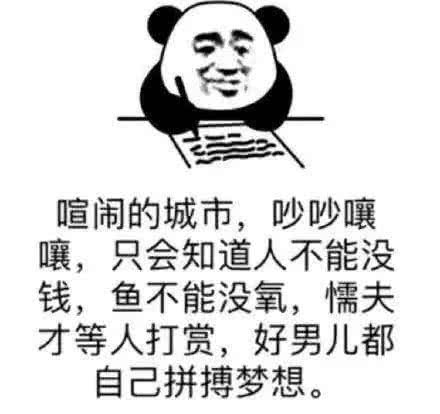 喧闹的城市，吵吵嚷
嚷，只会知道人不能没
钱，鱼不能没氧，懦夫
才等人打赏，好男儿都
自己拼搏梦想。